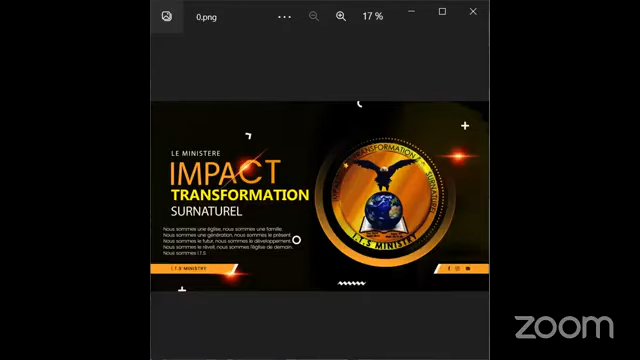 0.png
17 %
LE MINISTERE
IMPACT
TRANSFORMATION
SURNATUREL
Nous sommes une église, nous sommes une famille.
Nous sommes une génération, nous sommes le présent.
Nous sommes le futur, nous sommes le développement.
Nous sommes le réveil, nous sommes l'église de demain.
Nous sommes I.T.S.
I.T.S MINISTRY
IMPACT TRANSFORMATION SURNATUREL
I.T.S MINISTRY
zoom